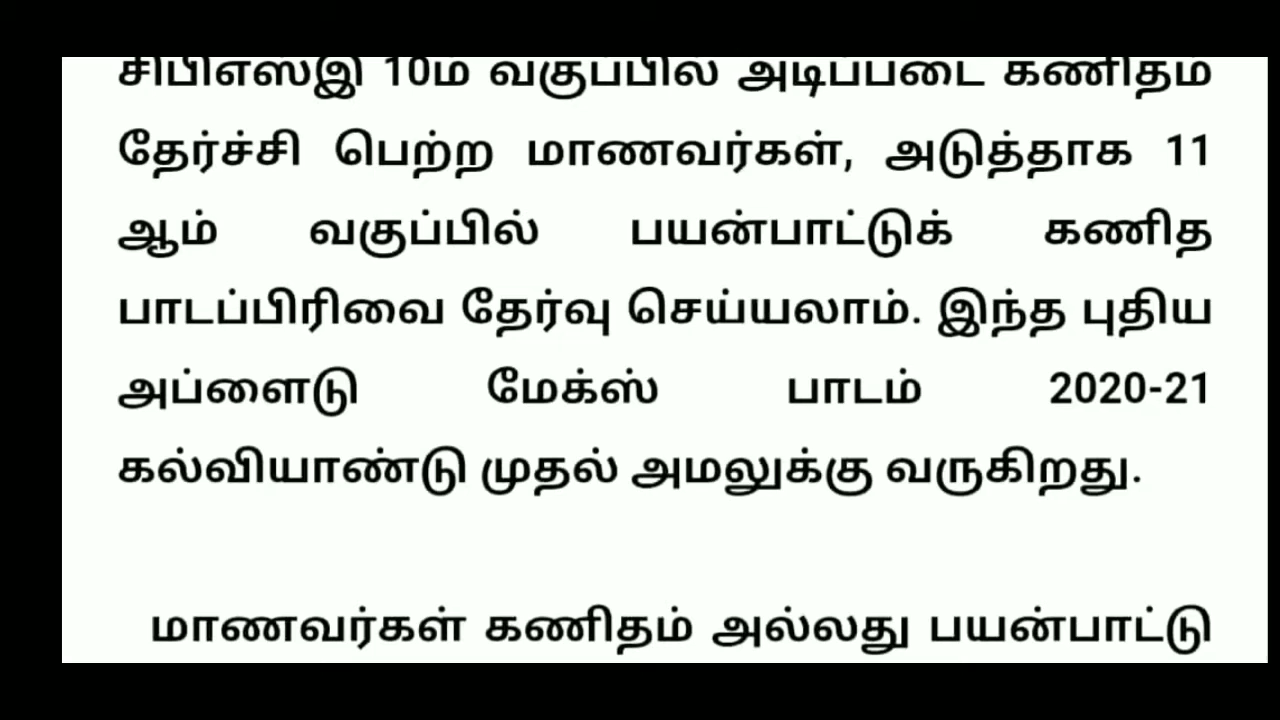 சிபிஎஸ்இ 10ம் வகுப்பில் அடிப்படை கணிதம்
தேர்ச்சி பெற்ற மாணவர்கள், அடுத்தாக 11
ஆம் வகுப்பில் பயன்பாட்டுக் கணித
பாடப்பிரிவை தேர்வு செய்யலாம். இந்த புதிய
அப்ளைடு மேக்ஸ் பாடம் 2020-21
கல்வியாண்டு முதல் அமலுக்கு வருகிறது.
மாணவர்கள் கணிதம் அல்லது பயன்பாட்டு